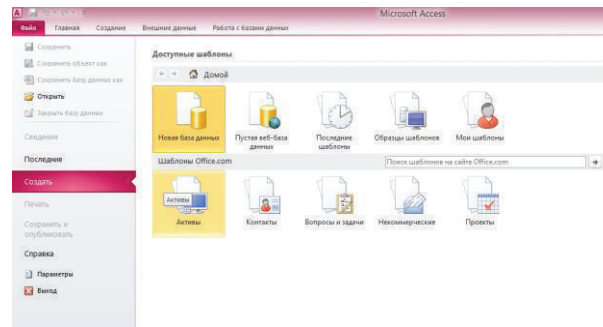 Microsoft Access
Файл Главная Создание Внешние данные Работа с базами данных
Сохранить
Сохранить объект как
Сохранить базу данных как
Открыть
Закрыть базу данных
Сведения
Последние
Создать
Печать
Сохранить и
опубликовать
Справка
Параметры
Выход
Доступные шаблоны
Домой
Новая база данных
Пустая веб-база
данных
Последние
шаблоны
Образцы шаблонов
Мои шаблоны
Шаблоны Office.com
Поиск шаблонов на сайте Office.com
Активы
Активы
Контакты
Вопросы и задачи
Некоммерческие
Проекты